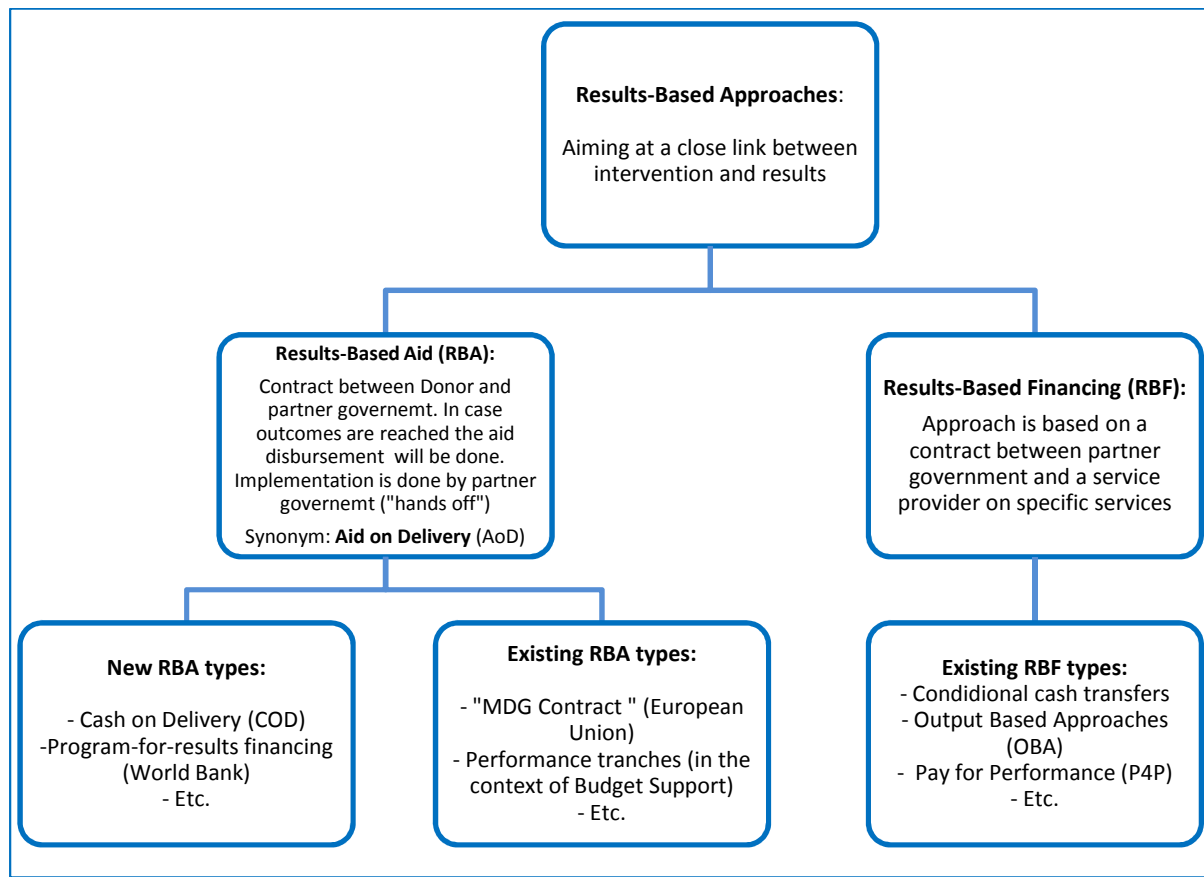 Results-Based Approaches:
Aiming at a close link between
intervention and results
Results-Based Aid (RBA):
Contract between Donor and
partner governemt. In case
outcomes are reached the aid
disbursement will be done.
Implementation is done by partner
governemt ("hands off")
Synonym: Aid on Delivery (AoD)
Results-Based Financing (RBF):
Approach is based on a
contract between partner
government and a service
provider on specific services
New RBA types:
- Cash on Delivery (COD)
-Program-for-results financing
(World Bank)
- Etc.
Existing RBA types:
- "MDG Contract " (European
Union)
- Performance tranches (in the
context of Budget Support)
- Etc.
Existing RBF types:
- Condidional cash transfers
- Output Based Approaches
(OBA)
- Pay for Performance (P4P)
- Etc.